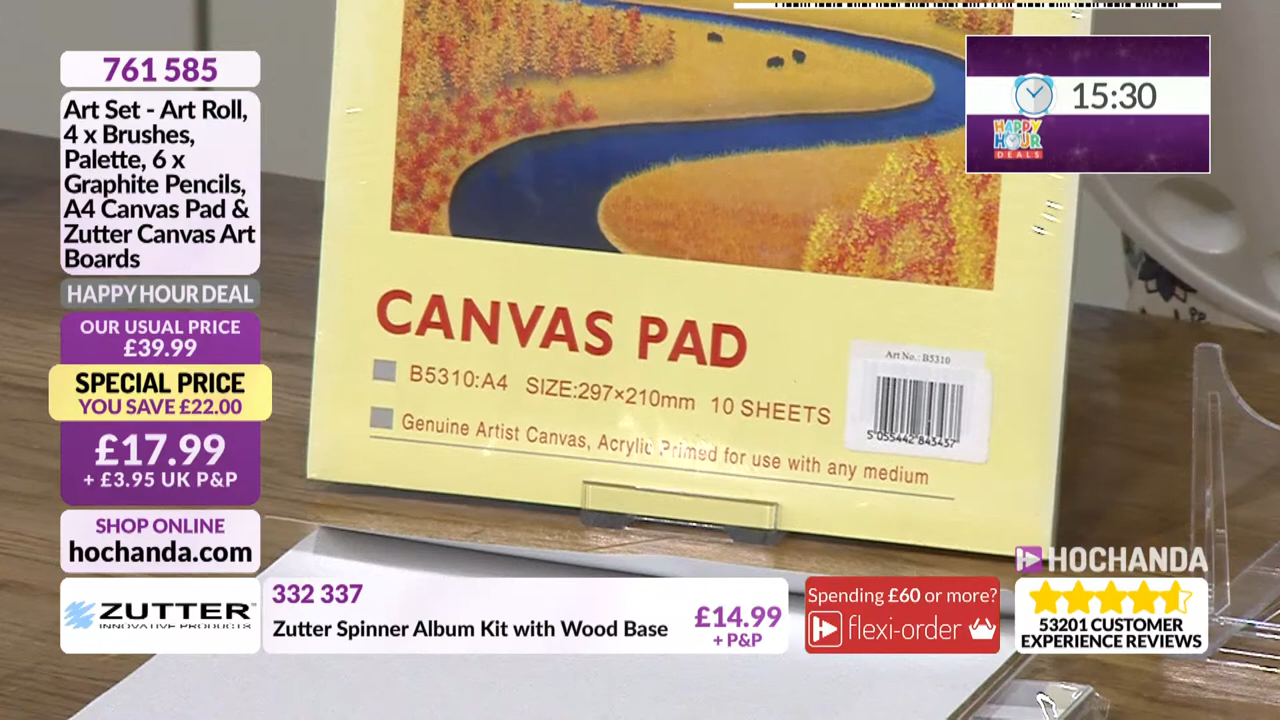 761 585
Art Set - Art Roll,
4 x Brushes,
Palette, 6 x
Graphite Pencils,
A4 Canvas Pad &
Zutter Canvas Art
Boards
HAPPY HOUR DEAL
OUR USUAL PRICE
£39.99
SPECIAL PRICE
YOU SAVE £22.00
£17.99
+ £3.95 UK P&P
SHOP ONLINE
hochanda.com
15:30
HAPPY
HOUR
DEALS
CANVAS PAD
Art No.: B5310
B5310:A4 SIZE:297×210mm 10 SHEETS
5 055442 843437
Genuine Artist Canvas, Acrylic Primed for use with any medium
HOCHANDA
ZUTTER™
INNOVATIVE PRODUCTS
332 337
Zutter Spinner Album Kit with Wood Base
£14.99
+ P&P
Spending £60 or more?
flexi-order
53201 CUSTOMER
EXPERIENCE REVIEWS